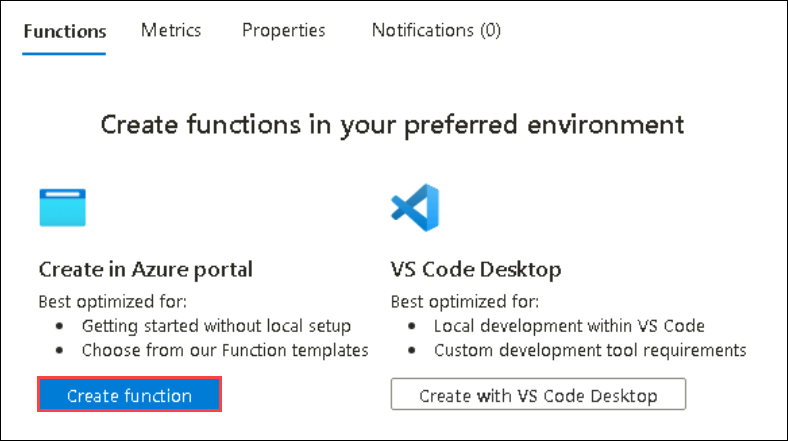 Functions Metrics Properties Notifications (0)
Create functions in your preferred environment
Create in Azure portal
Best optimized for:
• Getting started without local setup
• Choose from our Function templates
Create function
VS Code Desktop
Best optimized for:
• Local development within VS Code
• Custom development tool requirements
Create with VS Code Desktop